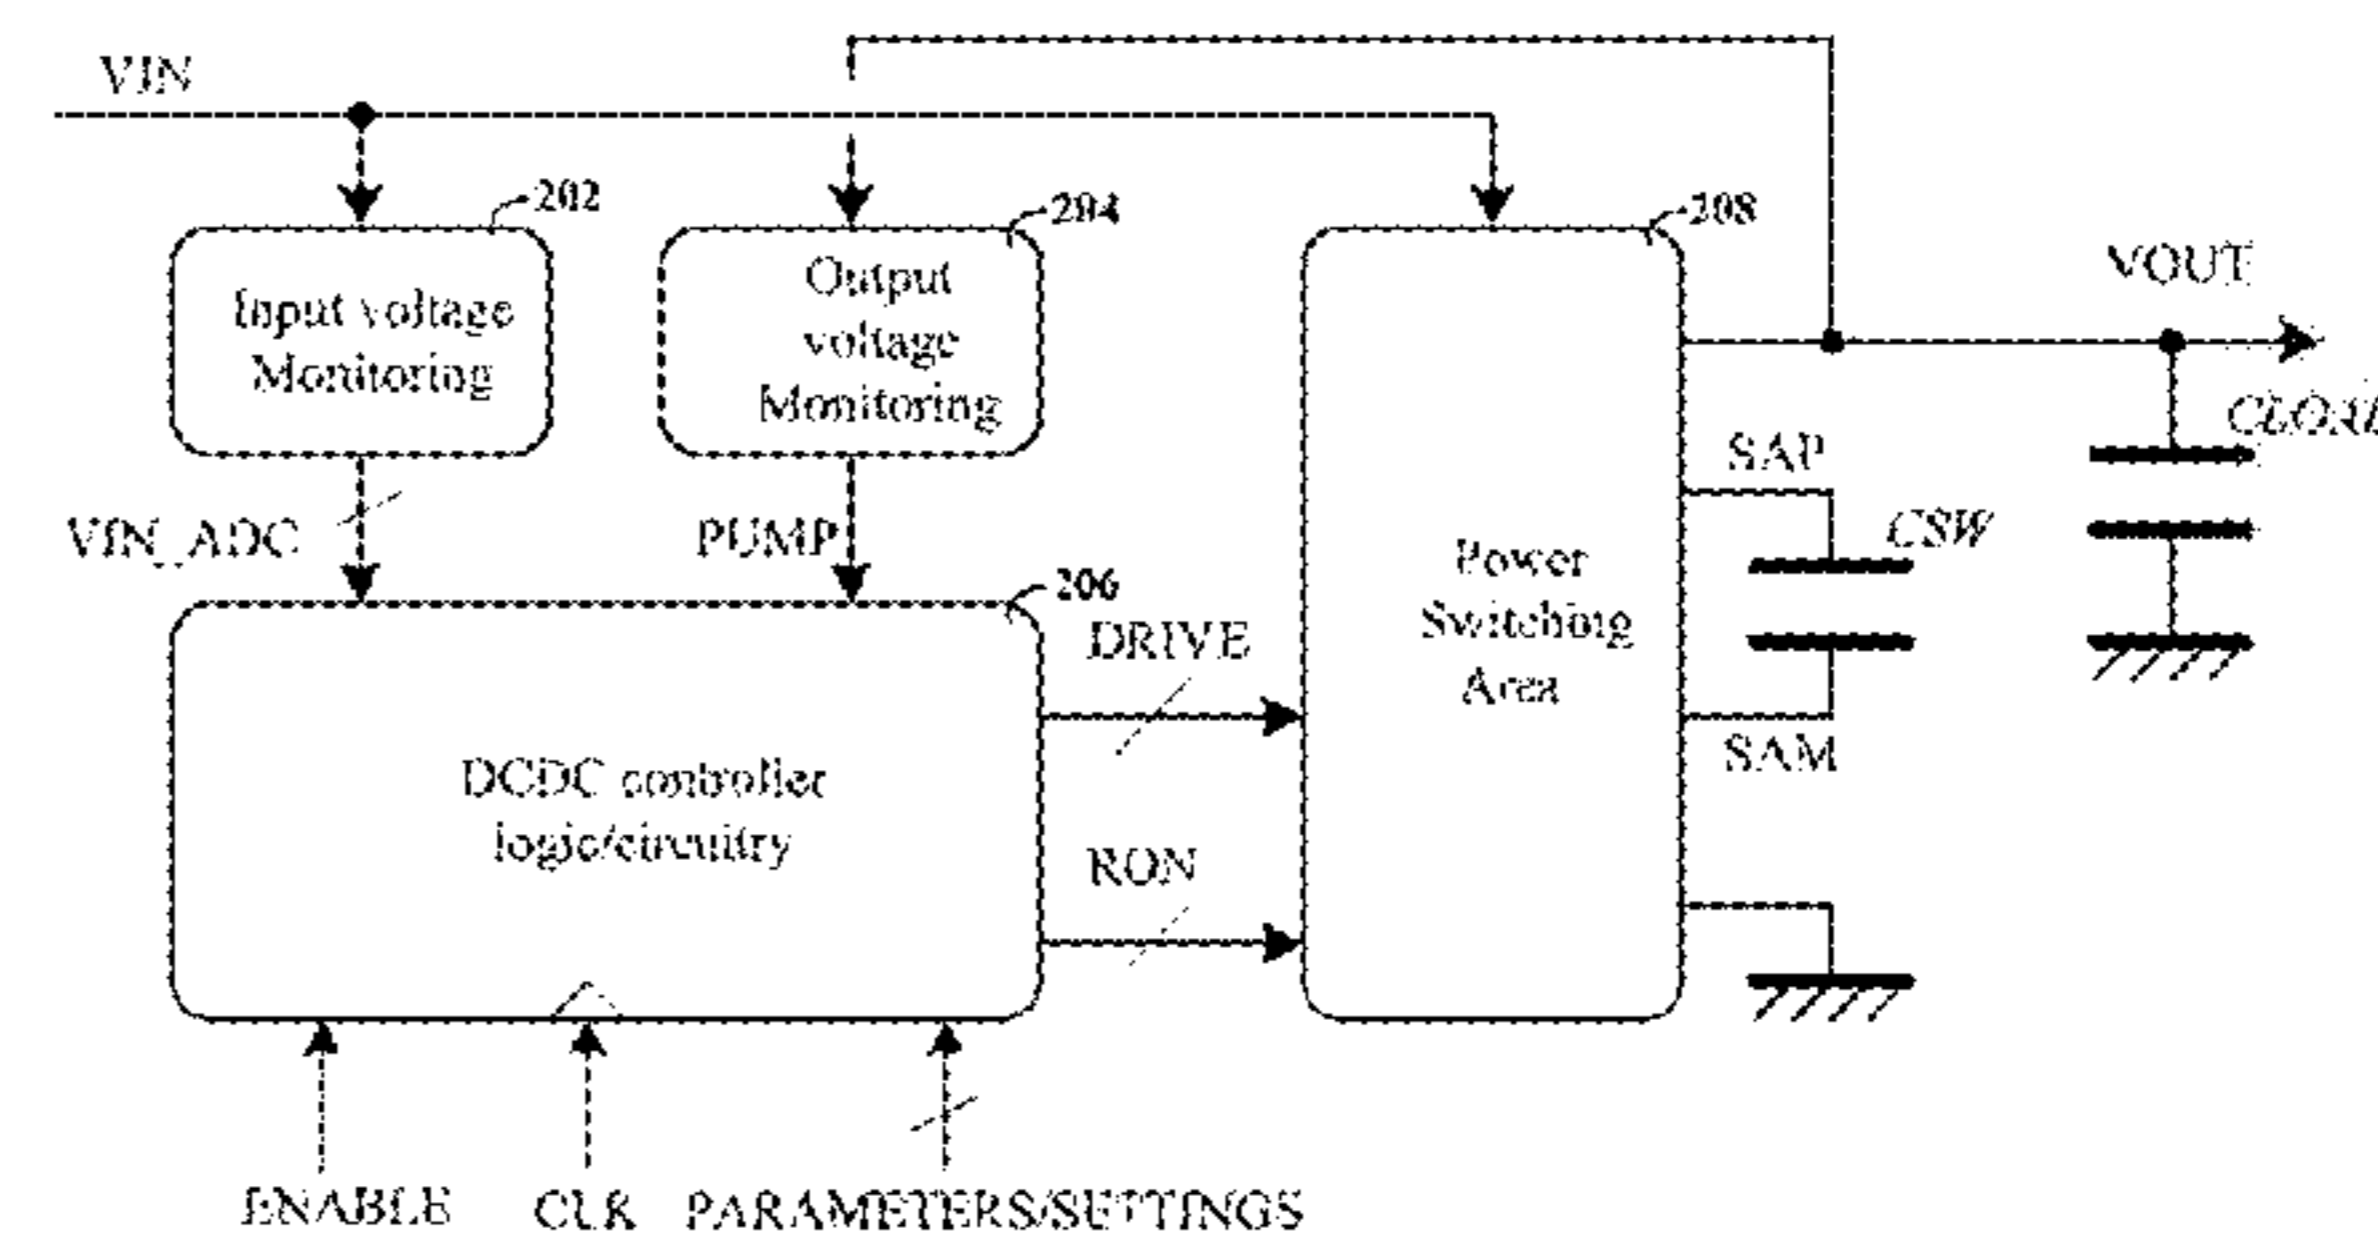 VIN
202
204
208
Input voltage
Monitoring
Output
voltage
Monitoring
VOUT
CLOAD
SAP
CSW
VIN_ADC
PUMP
206
DRIVE
Power
Switching
Area
SAM
DCDC controller
logic/circuitry
RON
ENABLE
CLK
PARAMETERS/SETTINGS